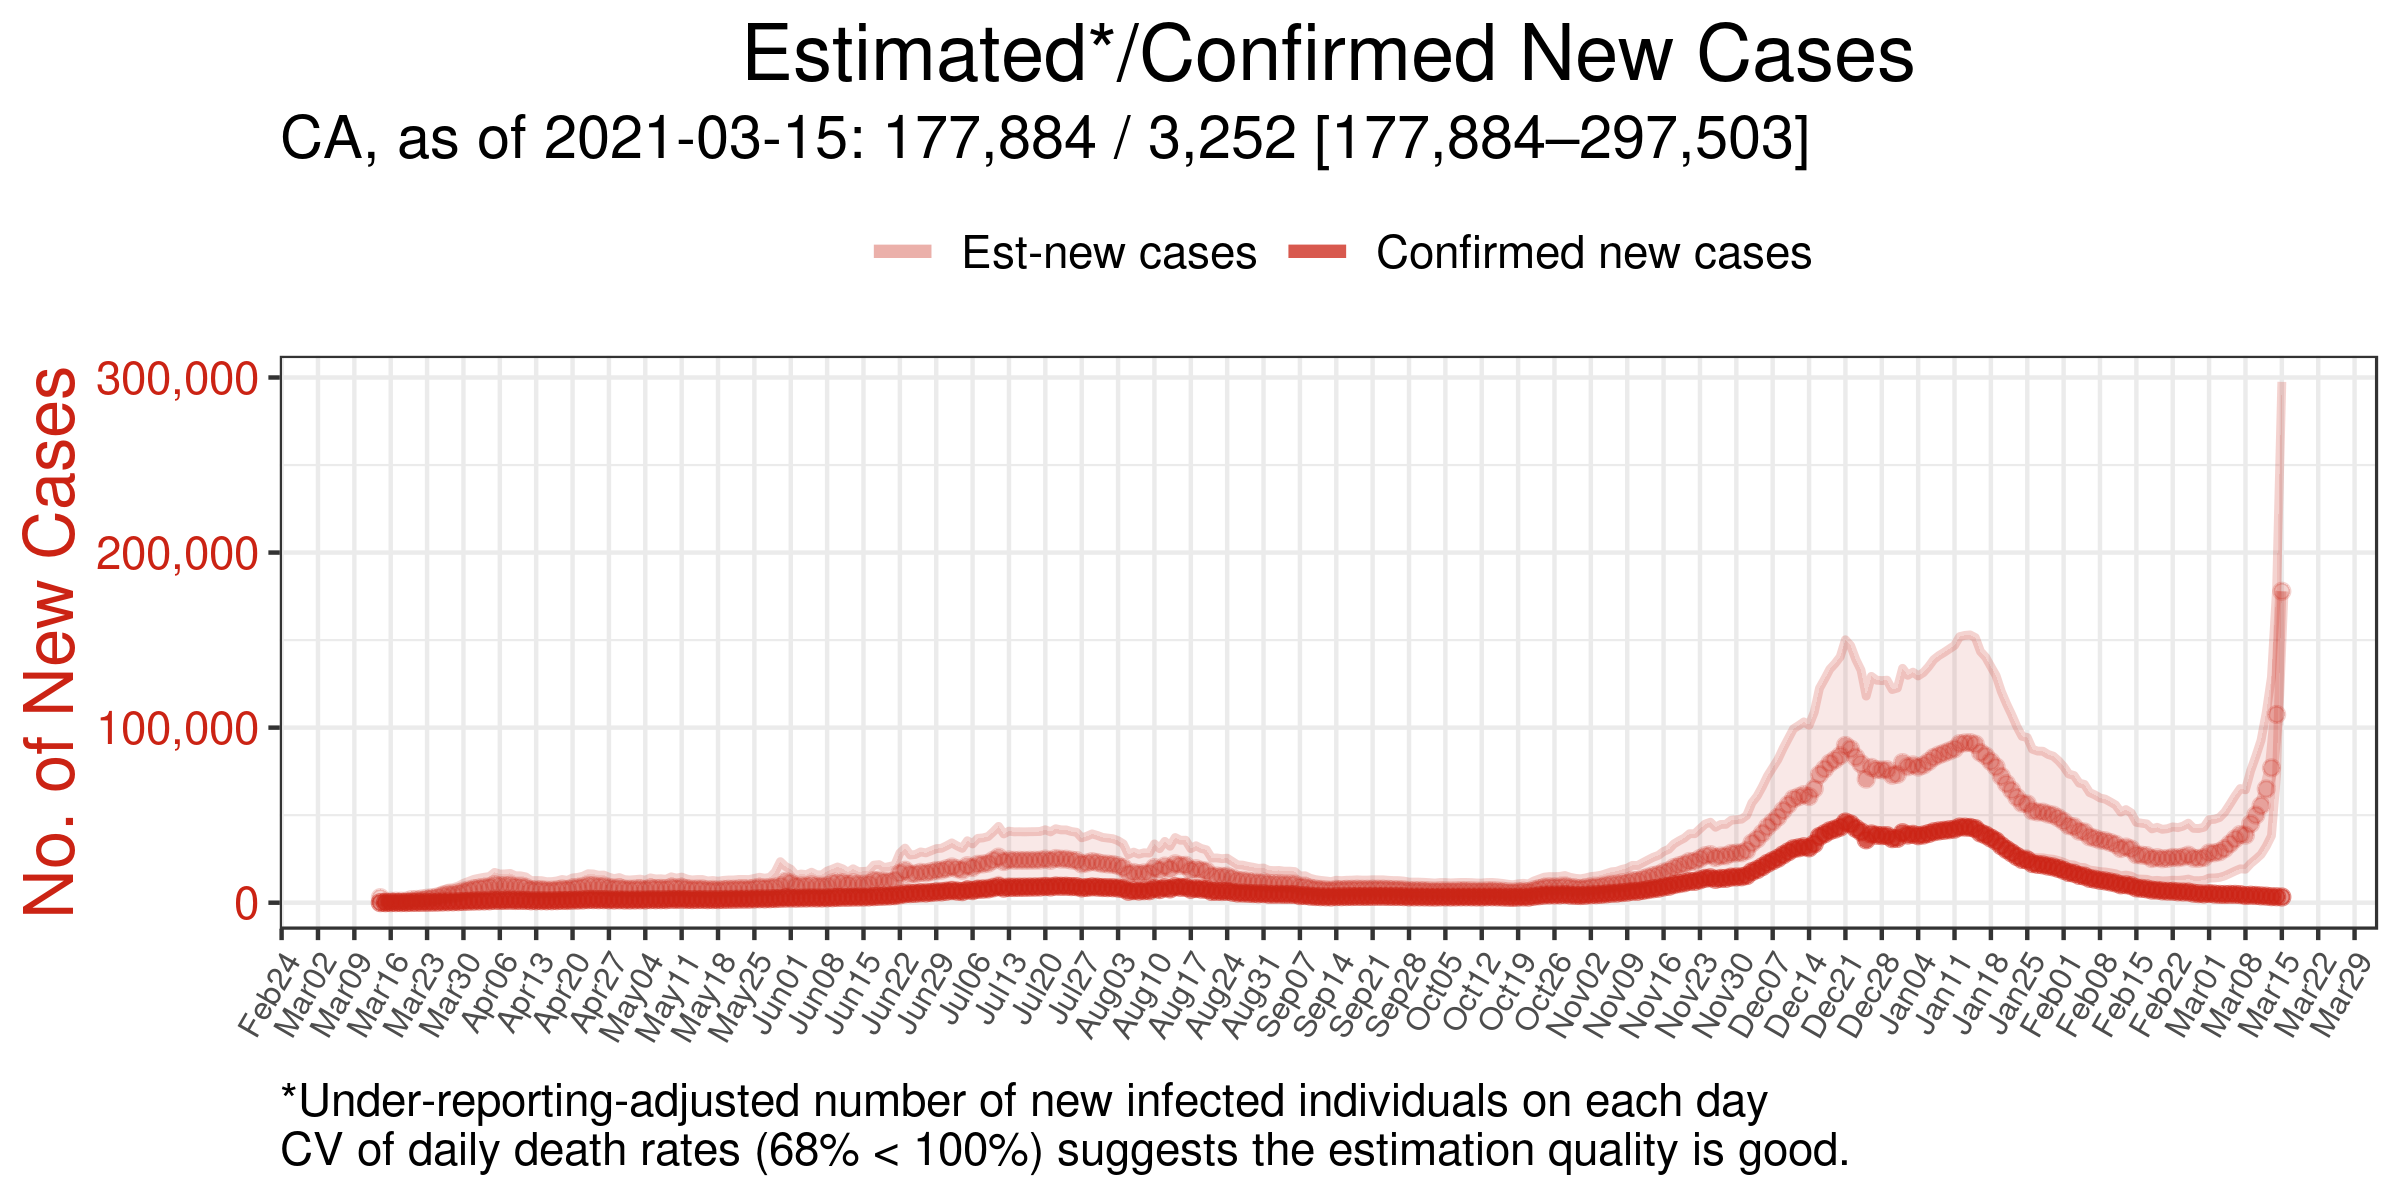 Estimated*/Confirmed New Cases
CA, as of 2021-03-15: 177,884 / 3,252 [177,884–297,503]
Est-new cases
Confirmed new cases
No. of New Cases
300,000
200,000
100,000
0
Feb24
Mar02
Mar09
Mar16
Mar23
Mar30
Apr06
Apr13
Apr20
Apr27
May04
May11
May18
May25
Jun01
Jun08
Jun15
Jun22
Jun29
Jul06
Jul13
Jul20
Jul27
Aug03
Aug10
Aug17
Aug24
Aug31
Sep07
Sep14
Sep21
Sep28
Oct05
Oct12
Oct19
Oct26
Nov02
Nov09
Nov16
Nov23
Nov30
Dec07
Dec14
Dec21
Dec28
Jan04
Jan11
Jan18
Jan25
Feb01
Feb08
Feb15
Feb22
Mar01
Mar08
Mar15
Mar22
Mar29
*Under-reporting-adjusted number of new infected individuals on each day
CV of daily death rates (68% < 100%) suggests the estimation quality is good.